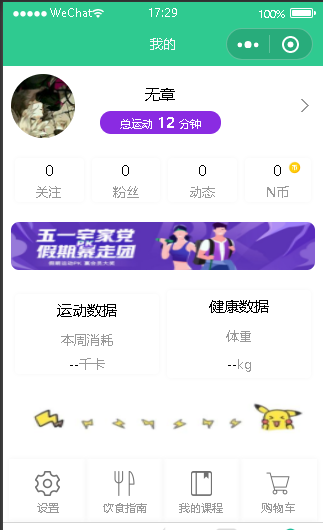 WeChat 17:29 100%
我的
无章
总运动 12 分钟
0 0 0 0
关注 粉丝 动态 N币
五一宅家党
PK
假期暴走团
运动数据 健康数据
本周消耗 体重
--千卡 --kg
设置 饮食指南 我的课程 购物车